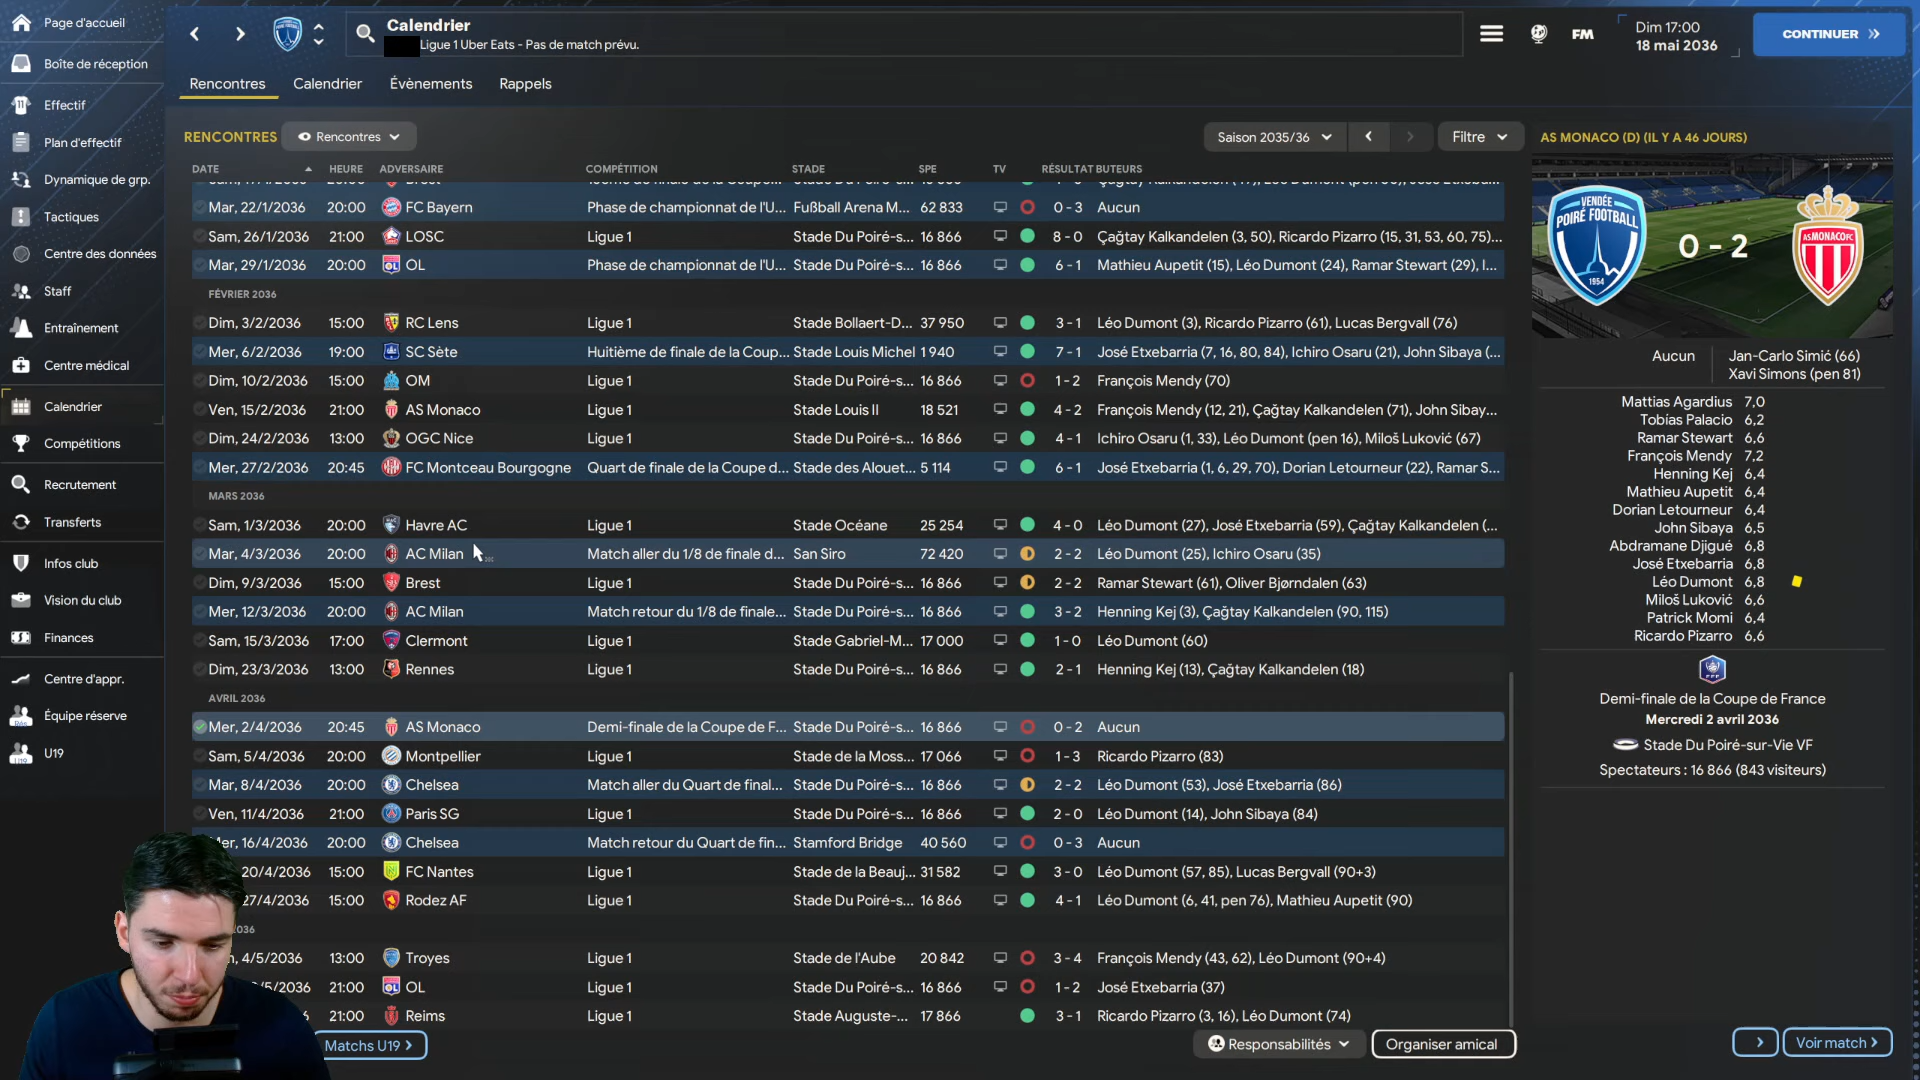 Page d'accueil
Boîte de réception
Effectif
Plan d'effectif
Dynamique de grp.
Tactiques
Centre des données
Staff
Entraînement
Centre médical
Calendrier
Compétitions
Recrutement
Transferts
Infos club
Vision du club
Finances
Centre d'appr.
Équipe réserve
U19
Calendrier
Ligue 1 Uber Eats - Pas de match prévu.
FM
Dim 17:00
18 mai 2036
CONTINUER
Rencontres Calendrier Évènements Rappels
RENCONTRES Rencontres Saison 2035/36 Filtre
DATE HEURE ADVERSAIRE COMPÉTITION STADE SPE TV RÉSULTAT BUTEURS
Mar, 22/1/2036 20:00 FC Bayern Phase de championnat de l'U... Fußball Arena M... 62 833 0 - 3 Aucun
Sam, 26/1/2036 21:00 LOSC Ligue 1 Stade Du Poiré-s... 16 866 8 - 0 Çağtay Kalkandelen (3, 50), Ricardo Pizarro (15, 31, 53, 60, 75)...
Mar, 29/1/2036 20:00 OL Phase de championnat de l'U... Stade Du Poiré-s... 16 866 6 - 1 Mathieu Aupetit (15), Léo Dumont (24), Ramar Stewart (29), I...
FÉVRIER 2036
Dim, 3/2/2036 15:00 RC Lens Ligue 1 Stade Bollaert-D... 37 950 3 - 1 Léo Dumont (3), Ricardo Pizarro (61), Lucas Bergvall (76)
Mer, 6/2/2036 19:00 SC Sète Huitième de finale de la Coup... Stade Louis Michel 1 940 7 - 1 José Etxebarria (7, 16, 80, 84), Ichiro Osaru (21), John Sibaya (...
Dim, 10/2/2036 15:00 OM Ligue 1 Stade Du Poiré-s... 16 866 1 - 2 François Mendy (70)
Ven, 15/2/2036 21:00 AS Monaco Ligue 1 Stade Louis II 18 521 4 - 2 François Mendy (12, 21), Çağtay Kalkandelen (71), John Sibay...
Dim, 24/2/2036 13:00 OGC Nice Ligue 1 Stade Du Poiré-s... 16 866 4 - 1 Ichiro Osaru (1, 33), Léo Dumont (pen 16), Miloš Luković (67)
Mer, 27/2/2036 20:45 FC Montceau Bourgogne Quart de finale de la Coupe d... Stade des Alouet... 5 114 6 - 1 José Etxebarria (1, 6, 29, 70), Dorian Letourneur (22), Ramar S...
MARS 2036
Sam, 1/3/2036 20:00 Havre AC Ligue 1 Stade Océane 25 254 4 - 0 Léo Dumont (27), José Etxebarria (59), Çağtay Kalkandelen (...
Mar, 4/3/2036 20:00 AC Milan Match aller du 1/8 de finale d... San Siro 72 420 2 - 2 Léo Dumont (25), Ichiro Osaru (35)
Dim, 9/3/2036 15:00 Brest Ligue 1 Stade Du Poiré-s... 16 866 2 - 2 Ramar Stewart (61), Oliver Bjørndalen (63)
Mer, 12/3/2036 20:00 AC Milan Match retour du 1/8 de finale... Stade Du Poiré-s... 16 866 3 - 2 Henning Kej (3), Çağtay Kalkandelen (90, 115)
Sam, 15/3/2036 17:00 Clermont Ligue 1 Stade Gabriel-M... 17 000 1 - 0 Léo Dumont (60)
Dim, 23/3/2036 13:00 Rennes Ligue 1 Stade Du Poiré-s... 16 866 2 - 1 Henning Kej (13), Çağtay Kalkandelen (18)
AVRIL 2036
Mer, 2/4/2036 20:45 AS Monaco Demi-finale de la Coupe de F... Stade Du Poiré-s... 16 866 0 - 2 Aucun
Sam, 5/4/2036 20:00 Montpellier Ligue 1 Stade de la Moss... 17 066 1 - 3 Ricardo Pizarro (83)
Mar, 8/4/2036 20:00 Chelsea Match aller du Quart de final... Stade Du Poiré-s... 16 866 2 - 2 Léo Dumont (53), José Etxebarria (86)
Ven, 11/4/2036 21:00 Paris SG Ligue 1 Stade Du Poiré-s... 16 866 2 - 0 Léo Dumont (14), John Sibaya (84)
16/4/2036 20:00 Chelsea Match retour du Quart de fin... Stamford Bridge 40 560 0 - 3 Aucun
20/4/2036 15:00 FC Nantes Ligue 1 Stade de la Beauj... 31 582 3 - 0 Léo Dumont (57, 85), Lucas Bergvall (90+3)
27/4/2036 15:00 Rodez AF Ligue 1 Stade Du Poiré-s... 16 866 4 - 1 Léo Dumont (6, 41, pen 76), Mathieu Aupetit (90)
4/5/2036 13:00 Troyes Ligue 1 Stade de l'Aube 20 842 3 - 4 François Mendy (43, 62), Léo Dumont (90+4)
/5/2036 21:00 OL Ligue 1 Stade Du Poiré-s... 16 866 1 - 2 José Etxebarria (37)
21:00 Reims Ligue 1 Stade Auguste-... 17 866 3 - 1 Ricardo Pizarro (3, 16), Léo Dumont (74)
Matchs U19 Responsabilités Organiser amical
AS MONACO (D) (IL Y A 46 JOURS)
VENDÉE
POIRÉ FOOTBALL
1954
0 - 2
AS MONACO FC
Aucun
Jan-Carlo Simić (66)
Xavi Simons (pen 81)
Mattias Agardius 7,0
Tobias Palacio 6,2
Ramar Stewart 6,6
François Mendy 7,2
Henning Kej 6,4
Mathieu Aupetit 6,4
Dorian Letourneur 6,4
John Sibaya 6,5
Abdramane Djigué 6,8
José Etxebarria 6,8
Léo Dumont 6,8
Miloš Luković 6,6
Patrick Momi 6,4
Ricardo Pizarro 6,6
Demi-finale de la Coupe de France
Mercredi 2 avril 2036
Stade Du Poiré-sur-Vie VF
Spectateurs : 16 866 (843 visiteurs)
Voir match